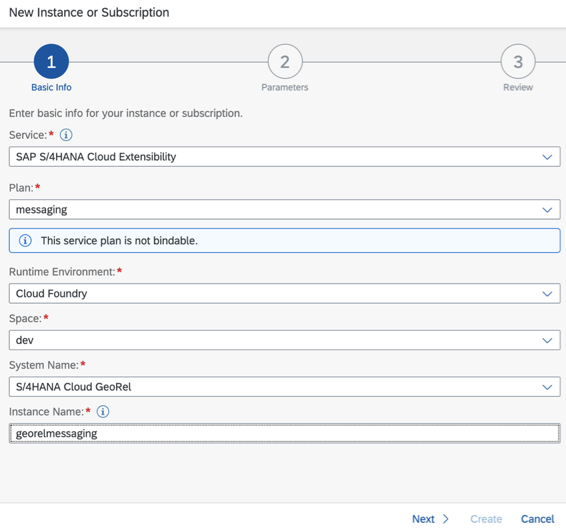 New Instance or Subscription
1
2
3
Basic Info
Parameters
Review
Enter basic info for your instance or subscription.
Service:*
SAP S/4HANA Cloud Extensibility
Plan:*
messaging
This service plan is not bindable.
Runtime Environment:*
Cloud Foundry
Space:*
dev
System Name:*
S/4HANA Cloud GeoRel
Instance Name:*
georelmessaging
Next Create Cancel